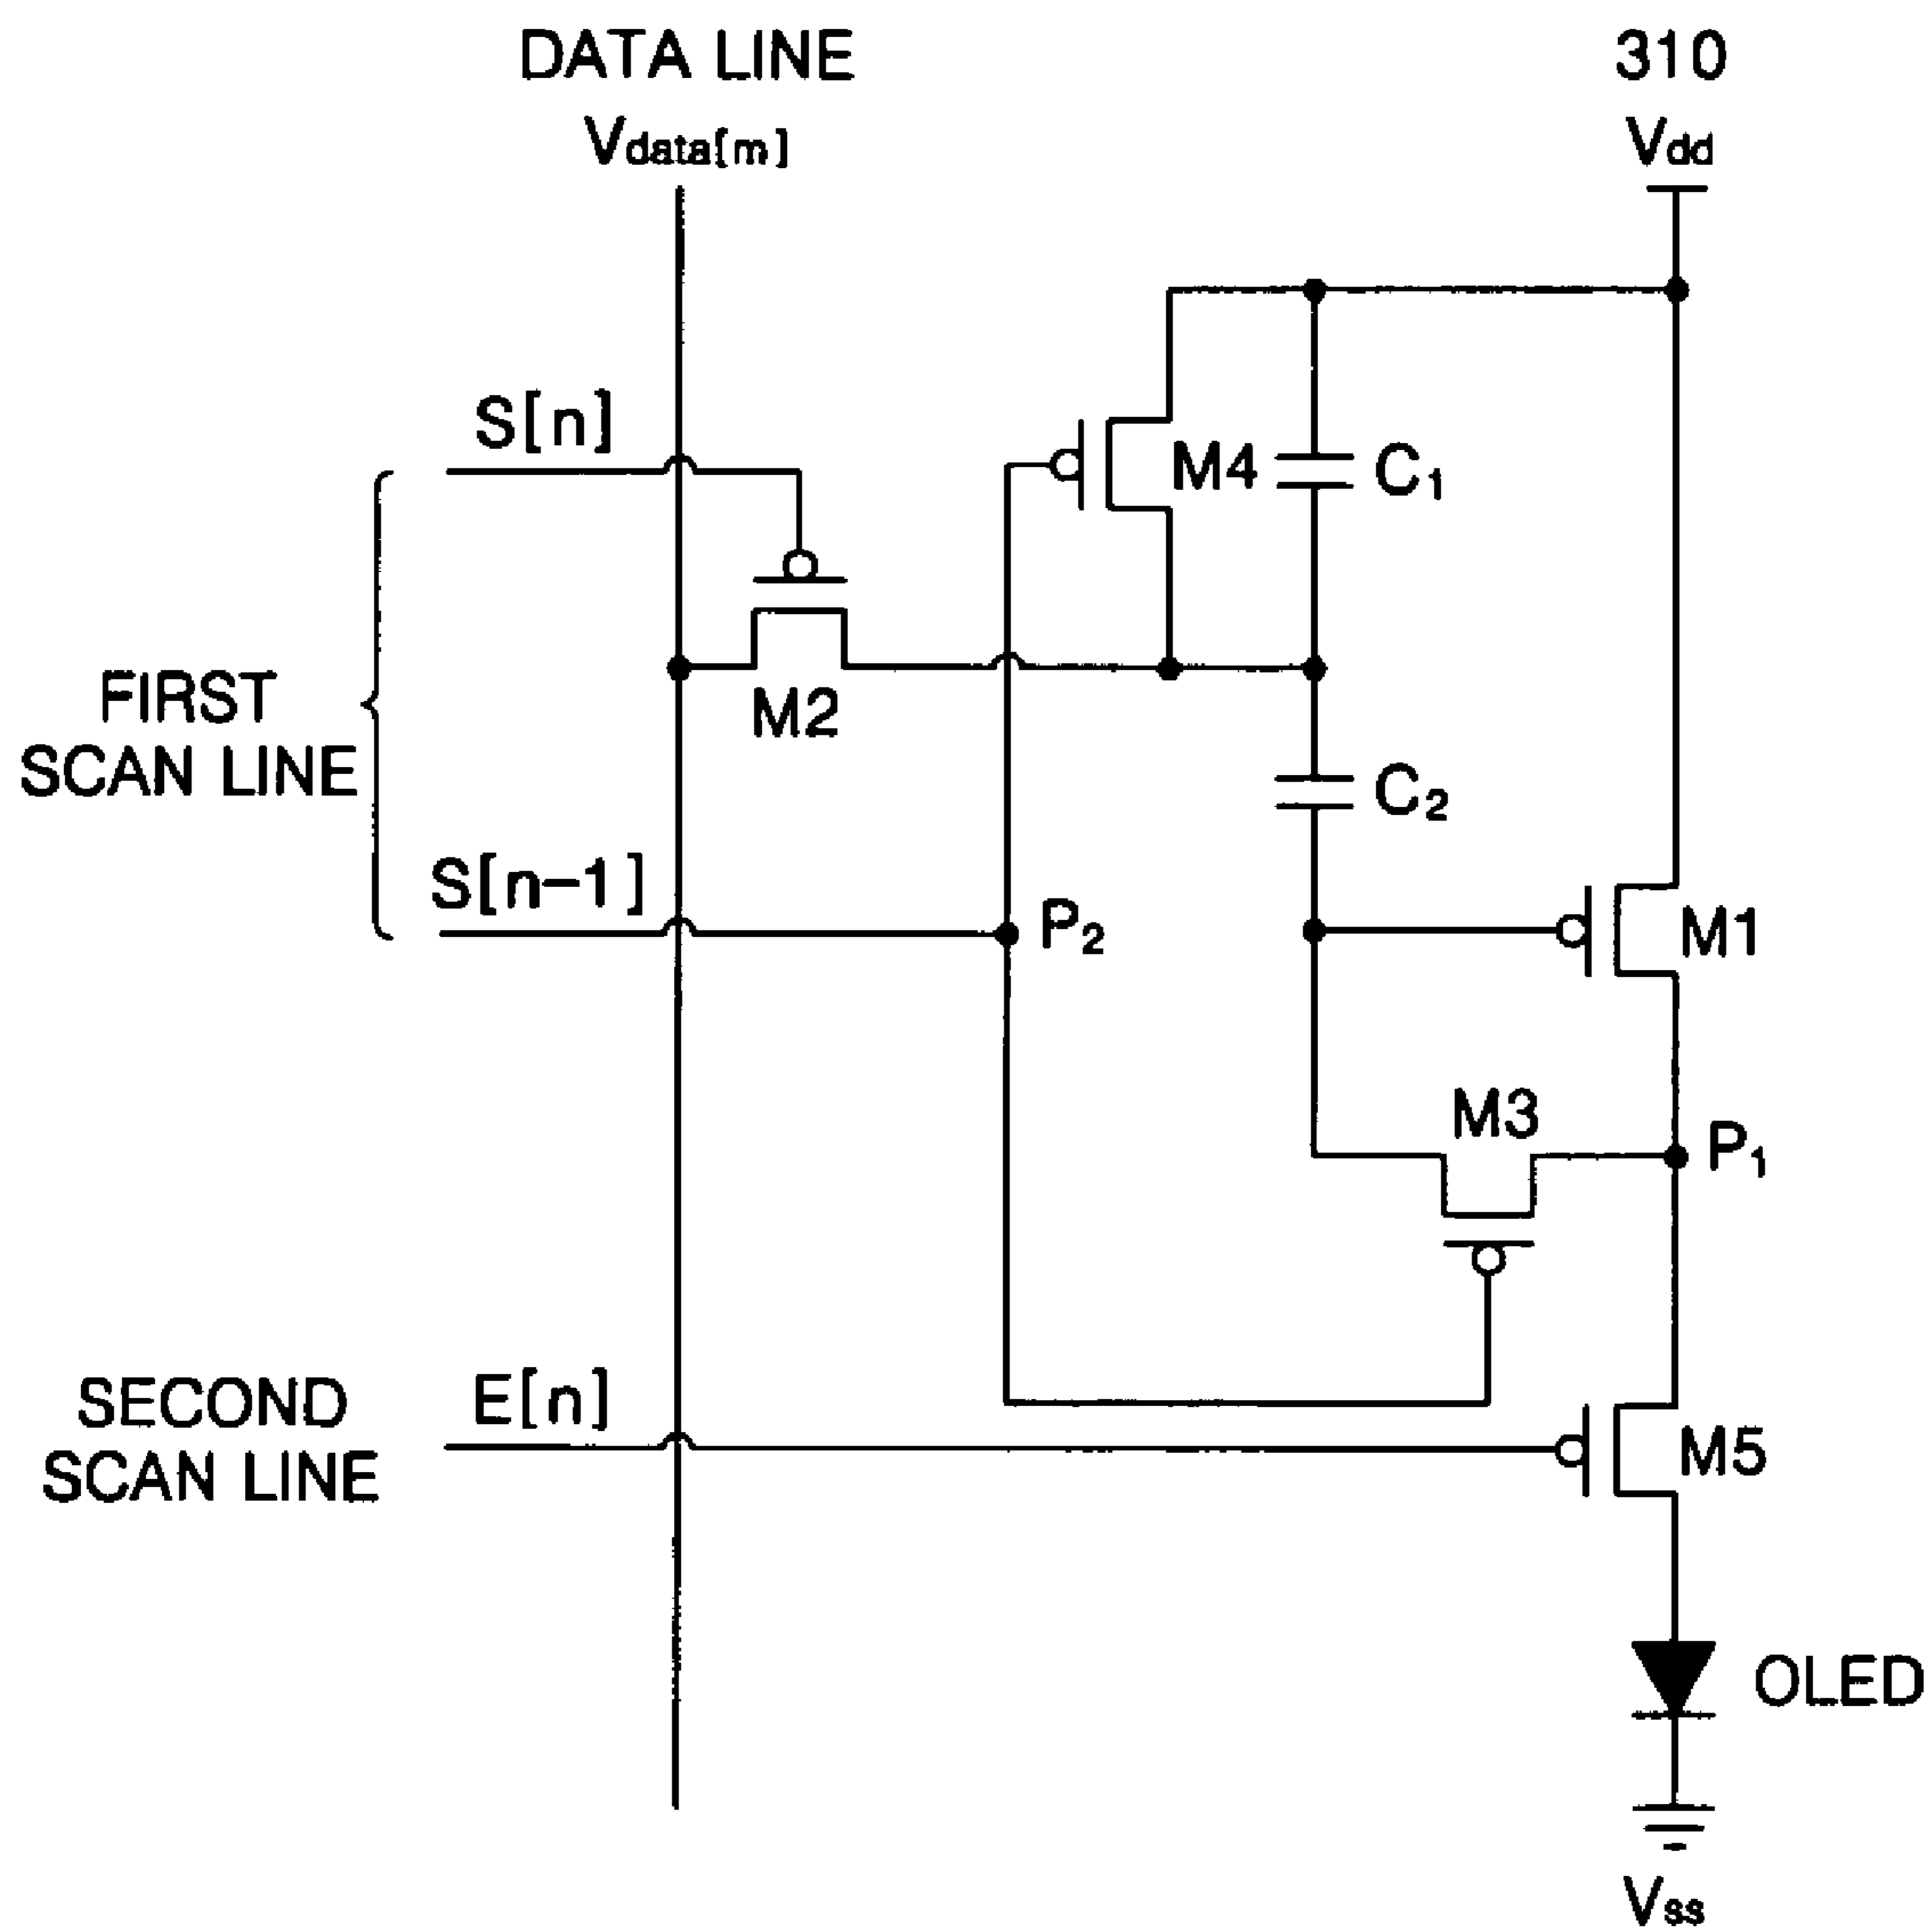 DATA LINE
Vdata[m]
310
Vdd
S[n]
M4
C1
FIRST
SCAN LINE
M2
C2
S[n-1]
P2
M1
M3
P1
SECOND
SCAN LINE
E[n]
M5
OLED
Vss